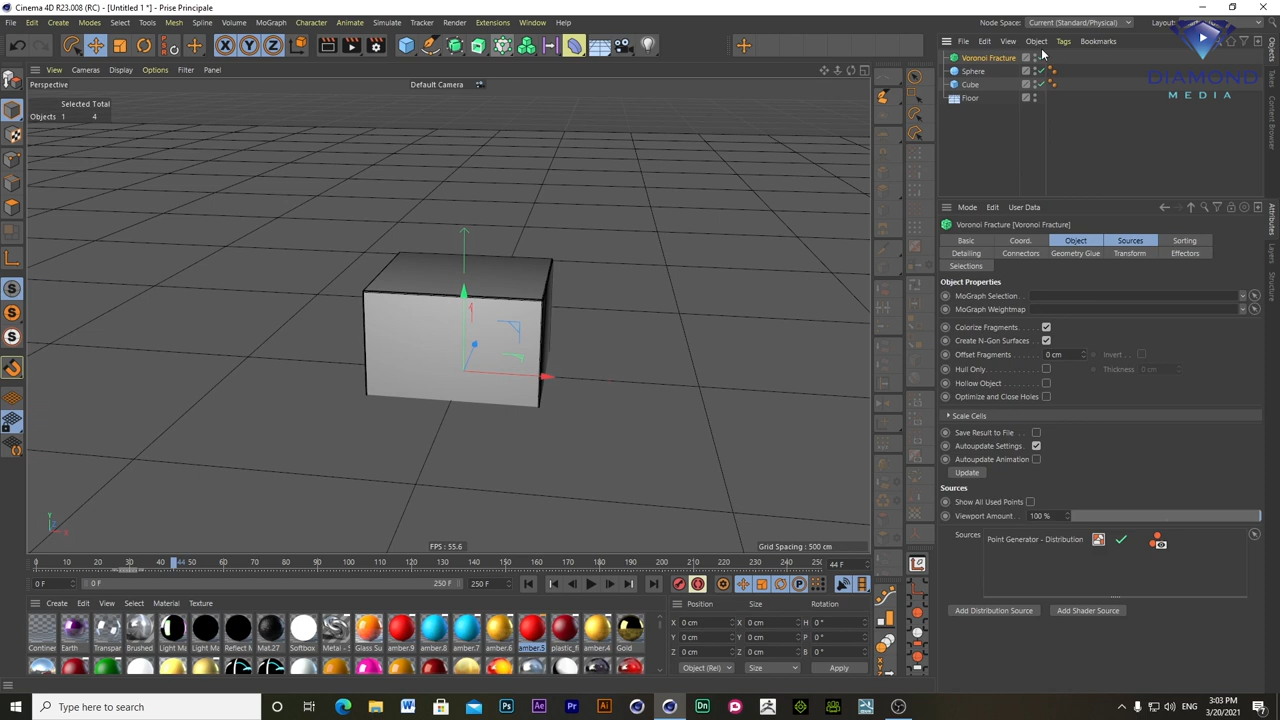 Cinema 4D R23.008 (RC) - [Untitled 1 *] - Prise Principale
File Edit Create Modes Select Tools Mesh Spline Volume MoGraph Character Animate Simulate Tracker Render Extensions Window Help
Node Space: Current (Standard/Physical)
View Cameras Display Options Filter Panel
Perspective
Default Camera
Selected Total
Objects 1 4
FPS : 55.6
Grid Spacing : 500 cm
File Edit View Object Tags Bookmarks
DIAMOND
MEDIA
Voronoi Fracture
Sphere
Cube
Floor
Objects
Takes
Content Browser
Attributes
Layers
Structure
Mode Edit User Data
Voronoi Fracture [Voronoi Fracture]
Basic Coord. Object Sources Sorting
Detailing Connectors Geometry Glue Transform Effectors
Selections
Object Properties
MoGraph Selection
MoGraph Weightmap
Colorize Fragments
Create N-Gon Surfaces
Offset Fragments 0 cm Invert
Hull Only Thickness 0 cm
Hollow Object
Optimize and Close Holes
Scale Cells
Save Result to File
Autoupdate Settings
Autoupdate Animation
Update
Sources
Show All Used Points
Viewport Amount 100 %
Sources Point Generator - Distribution
Add Distribution Source Add Shader Source
0 10 20 30 40 44 50 60 70 80 90 100 110 120 130 140 150 160 170 180 190 200 210 220 230 240 250
44 F
0 F 0 F 250 F 250 F
Create Edit View Select Material Texture
Continer Earth Transpar Brushed Light Ma Light Ma Reflect M Mat.27 Softbox Metal - S Glass Su amber.9 amber.8 amber.7 amber.6 amber.5 plastic_fi amber.4 Gold
Position Size Rotation
X 0 cm X 0 cm H 0 °
Y 0 cm Y 0 cm P 0 °
Z 0 cm Z 0 cm B 0 °
Object (Rel) Size Apply
Type here to search
3:03 PM
3/20/2021